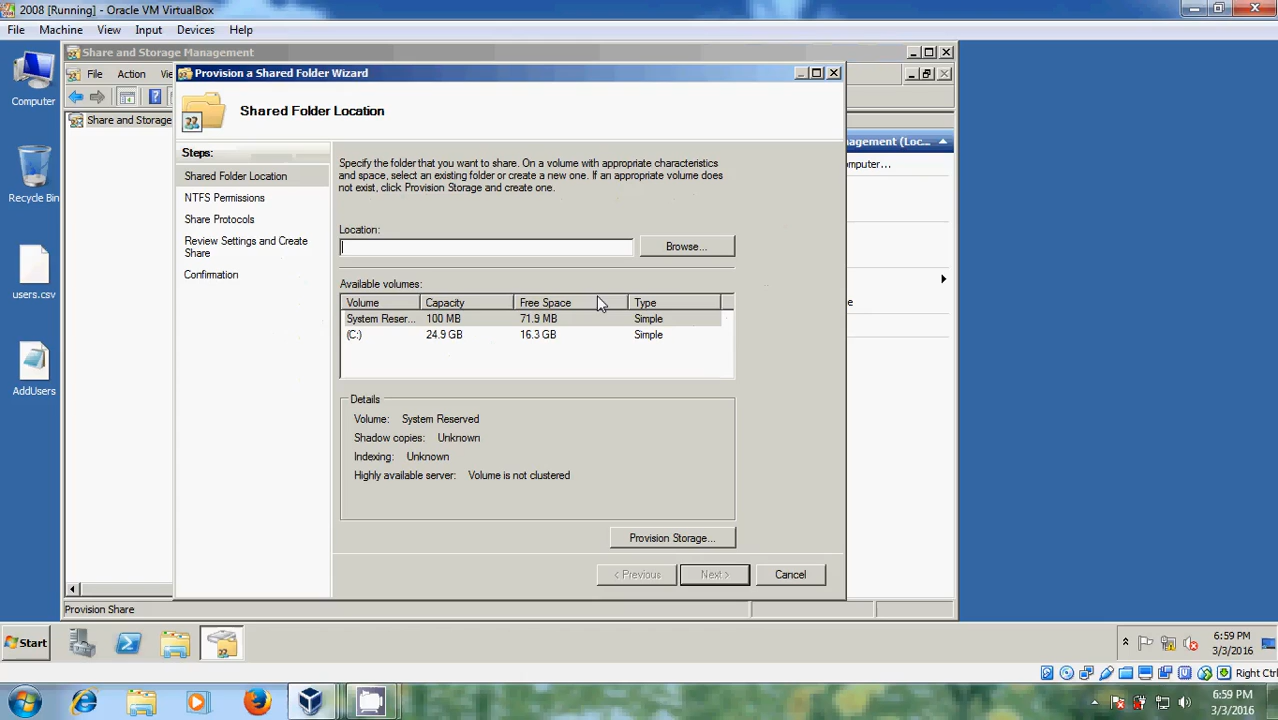 2008 [Running] - Oracle VM VirtualBox
File Machine View Input Devices Help
Share and Storage Management
File Action Vi
Provision a Shared Folder Wizard
Shared Folder Location
Computer
Share and Storage
Recycle Bin
users.csv
AddUsers
Steps:
Shared Folder Location
NTFS Permissions
Share Protocols
Review Settings and Create
Share
Confirmation
Specify the folder that you want to share. On a volume with appropriate characteristics
and space, select an existing folder or create a new one. If an appropriate volume does
not exist, click Provision Storage and create one.
Location:
Browse...
Available volumes:
Volume Capacity Free Space Type
System Reser... 100 MB 71.9 MB Simple
(C:) 24.9 GB 16.3 GB Simple
Details
Volume: System Reserved
Shadow copies: Unknown
Indexing: Unknown
Highly available server: Volume is not clustered
Provision Storage...
< Previous Next > Cancel
agement (Loc...
omputer...
e
Provision Share
Start
6:59 PM
3/3/2016
Right Ctrl
6:59 PM
3/3/2016